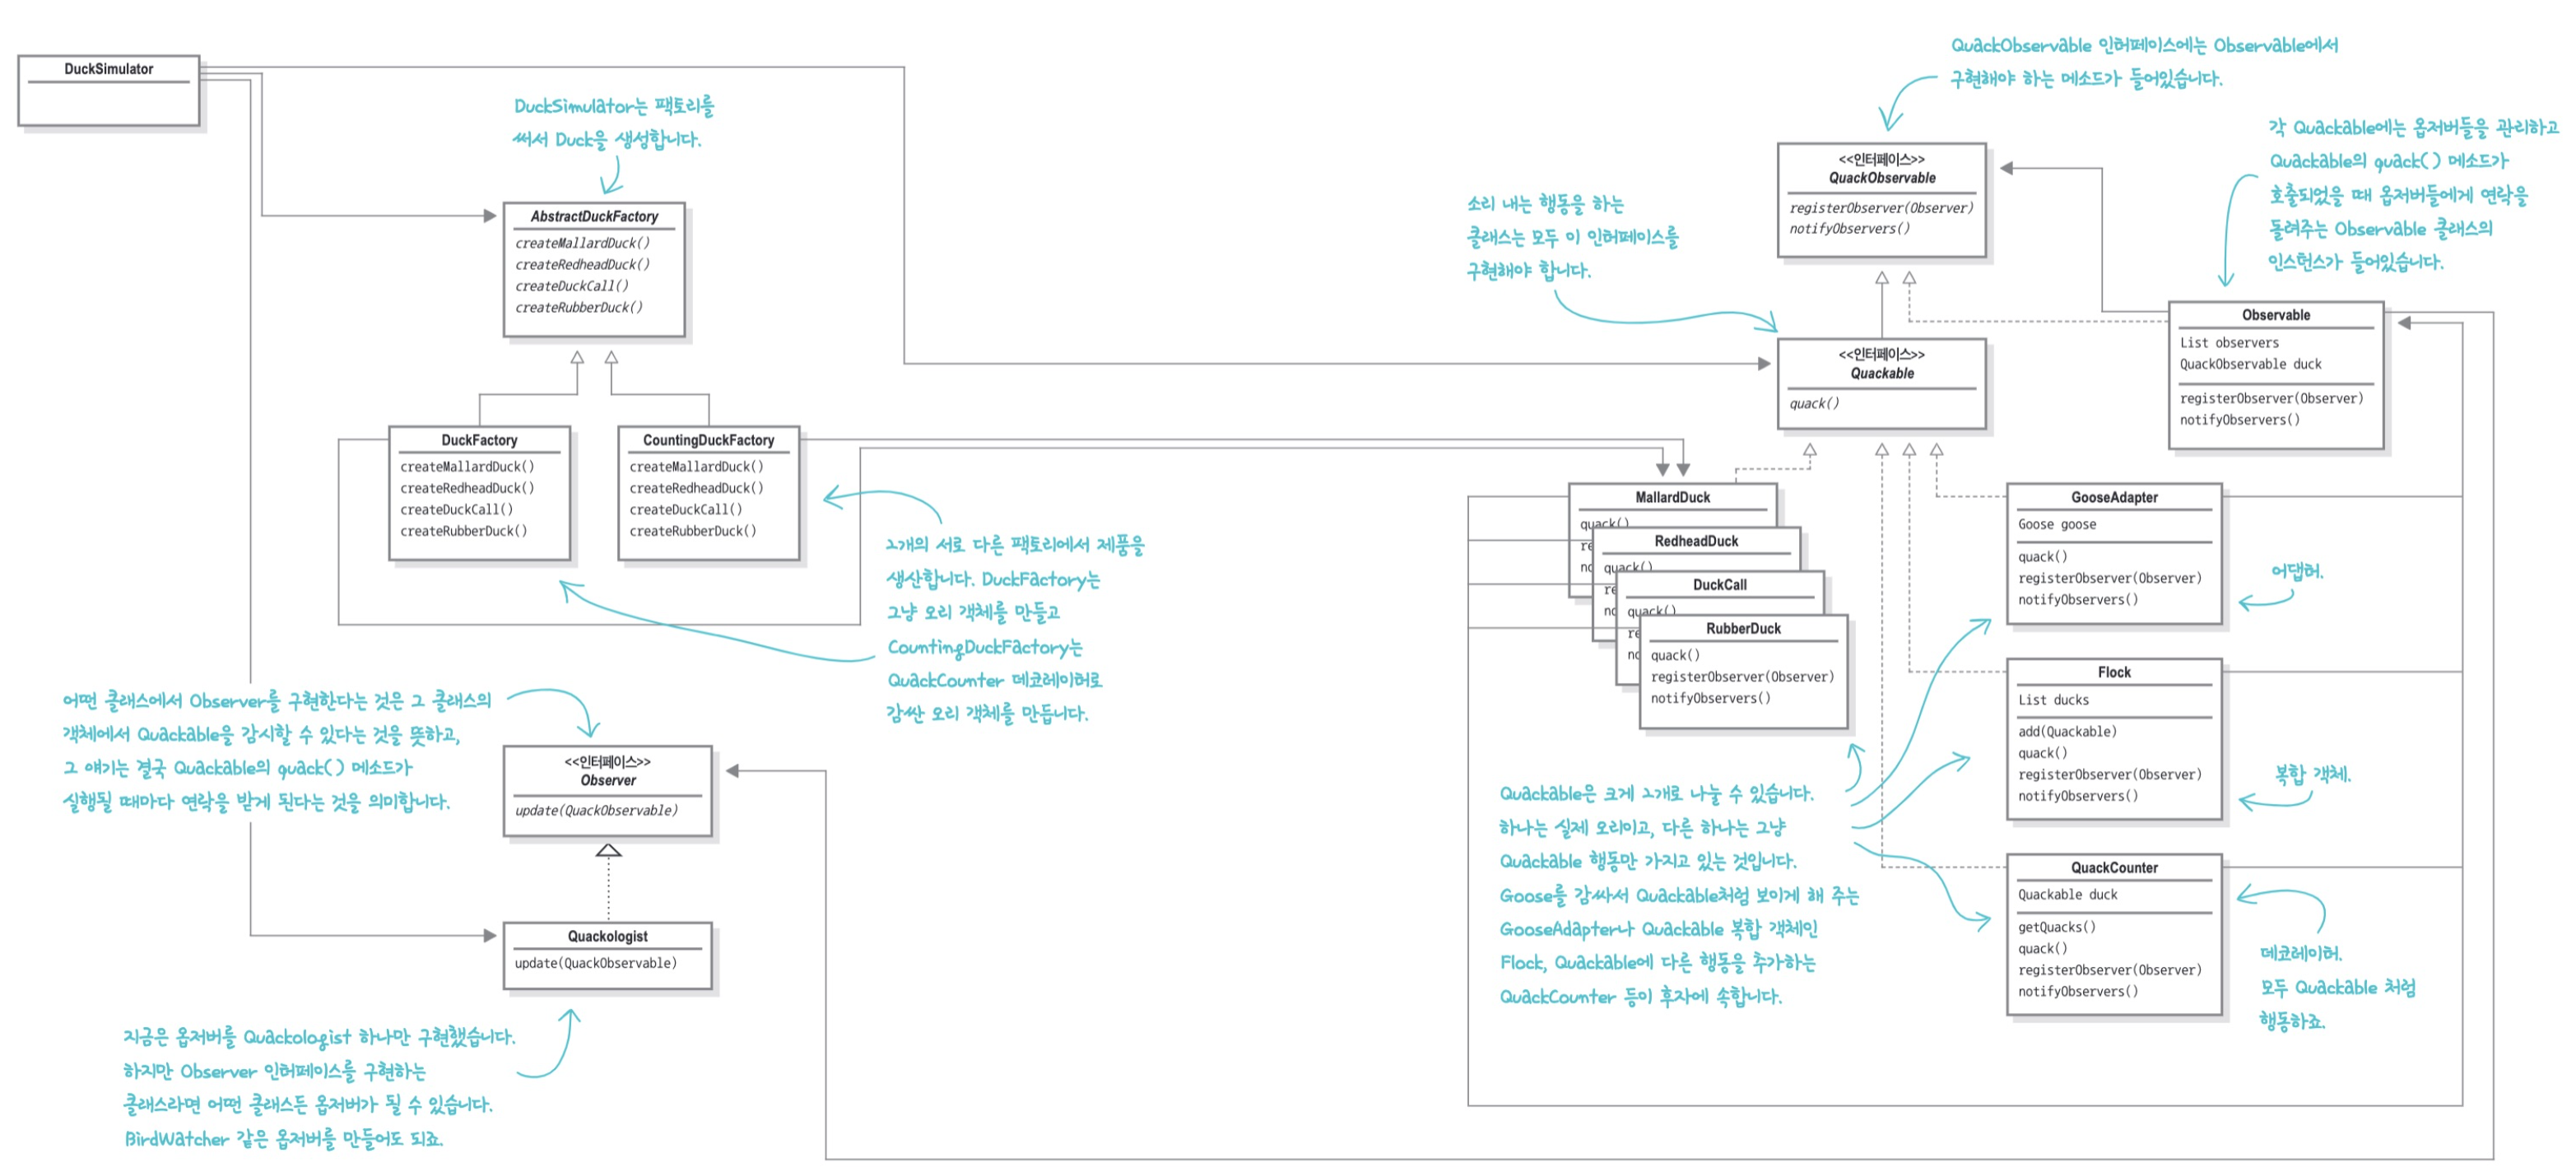 DuckSimulator
DuckSimulator는 팩토리를
써서 Duck을 생성합니다.
AbstractDuckFactory
createMallardDuck()
createRedheadDuck()
createDuckCall()
createRubberDuck()
DuckFactory
createMallardDuck()
createRedheadDuck()
createDuckCall()
createRubberDuck()
CountingDuckFactory
createMallardDuck()
createRedheadDuck()
createDuckCall()
createRubberDuck()
2개의 서로 다른 팩토리에서 제품을
생산합니다. DuckFactory는
그냥 오리 객체를 만들고
CountingDuckFactory는
QuackCounter 데코레이터로
감싼 오리 객체를 만듭니다.
어떤 클래스에서 Observer를 구현한다는 것은 그 클래스의
객체에서 Quackable을 감시할 수 있다는 것을 뜻하고,
그 얘기는 결국 Quackable의 quack() 메소드가
실행될 때마다 연락을 받게 된다는 것을 의미합니다.
<<인터페이스>>
Observer
update(QuackObservable)
Quackologist
update(QuackObservable)
지금은 옵저버를 Quackologist 하나만 구현했습니다.
하지만 Observer 인터페이스를 구현하는
클래스라면 어떤 클래스든 옵저버가 될 수 있습니다.
BirdWatcher 같은 옵저버를 만들어도 되죠.
QuackObservable 인터페이스에는 Observable에서
구현해야 하는 메소드가 들어있습니다.
<<인터페이스>>
QuackObservable
registerObserver(Observer)
notifyObservers()
각 Quackable에는 옵저버들을 관리하고
Quackable의 quack() 메소드가
호출되었을 때 옵저버들에게 연락을
돌려주는 Observable 클래스의
인스턴스가 들어있습니다.
소리 내는 행동을 하는
클래스는 모두 이 인터페이스를
구현해야 합니다.
<<인터페이스>>
Quackable
quack()
Observable
List observers
QuackObservable duck
registerObserver(Observer)
notifyObservers()
MallardDuck
quack()
re
no
RedheadDuck
quack()
re
no
DuckCall
quack()
re
no
RubberDuck
quack()
registerObserver(Observer)
notifyObservers()
GooseAdapter
Goose goose
quack()
registerObserver(Observer)
notifyObservers()
어댑터.
Flock
List ducks
add(Quackable)
quack()
registerObserver(Observer)
notifyObservers()
복합 객체.
QuackCounter
Quackable duck
getQuacks()
quack()
registerObserver(Observer)
notifyObservers()
데코레이터.
모두 Quackable 처럼
행동하죠.
Quackable은 크게 2개로 나눌 수 있습니다.
하나는 실제 오리이고, 다른 하나는 그냥
Quackable 행동만 가지고 있는 것입니다.
Goose를 감싸서 Quackable처럼 보이게 해 주는
GooseAdapter나 Quackable 복합 객체인
Flock, Quackable에 다른 행동을 추가하는
QuackCounter 등이 후자에 속합니다.